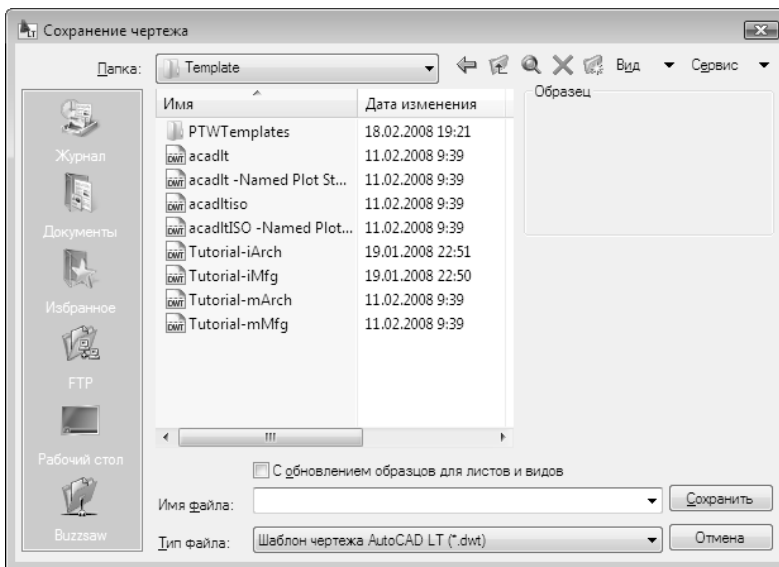 Сохранение чертежа
Папка: Template Вид Сервис
Имя Дата изменения Образец
PTWTemplates 18.02.2008 19:21
acadlt 11.02.2008 9:39
acadlt -Named Plot St... 11.02.2008 9:39
acadltiso 11.02.2008 9:39
acadltISO -Named Plot... 11.02.2008 9:39
Tutorial-iArch 19.01.2008 22:51
Tutorial-iMfg 19.01.2008 22:50
Tutorial-mArch 11.02.2008 9:39
Tutorial-mMfg 11.02.2008 9:39
Журнал
Документы
Избранное
FTP
Рабочий стол
Buzzsaw
С обновлением образцов для листов и видов
Имя файла: Сохранить
Тип файла: Шаблон чертежа AutoCAD LT (*.dwt) Отмена